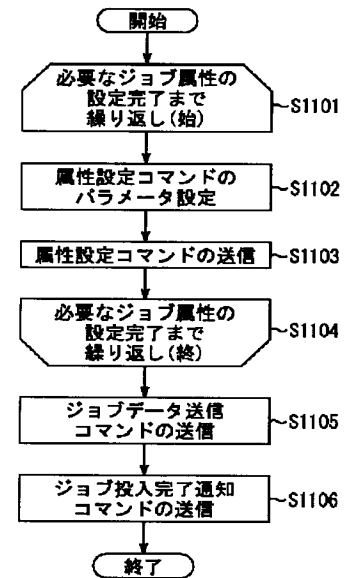 開始
必要なジョブ属性の
設定完了まで
繰り返し(始)
S1101
属性設定コマンドの
パラメータ設定
S1102
属性設定コマンドの送信
S1103
必要なジョブ属性の
設定完了まで
繰り返し(終)
S1104
ジョブデータ送信
コマンドの送信
S1105
ジョブ投入完了通知
コマンドの送信
S1106
終了